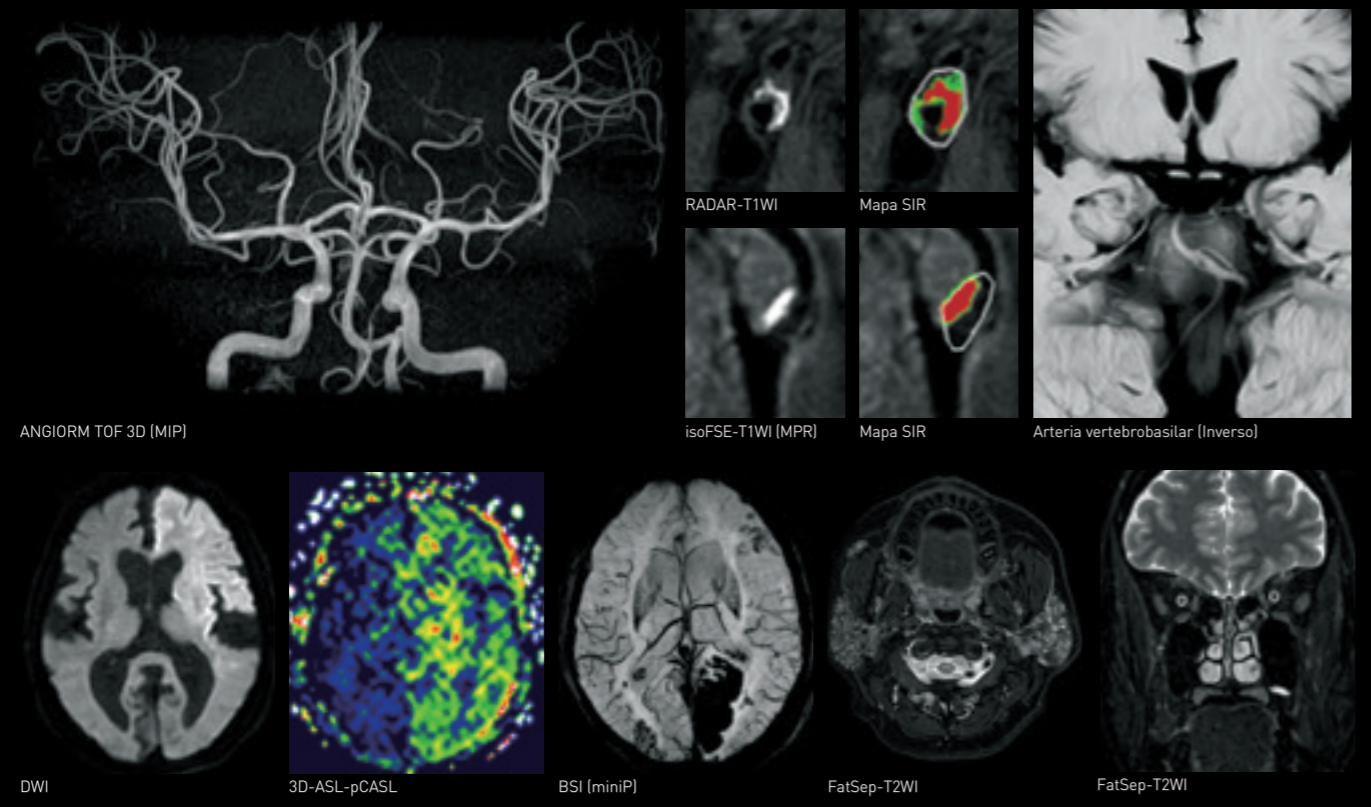 RADAR-T1WI
Mapa SIR
ANGIORM TOF 3D (MIP)
isoFSE-T1WI (MPR)
Mapa SIR
Arteria vertebrobasilar (Inverso)
DWI
3D-ASL-pCASL
BSI (miniP)
FatSep-T2WI
FatSep-T2WI